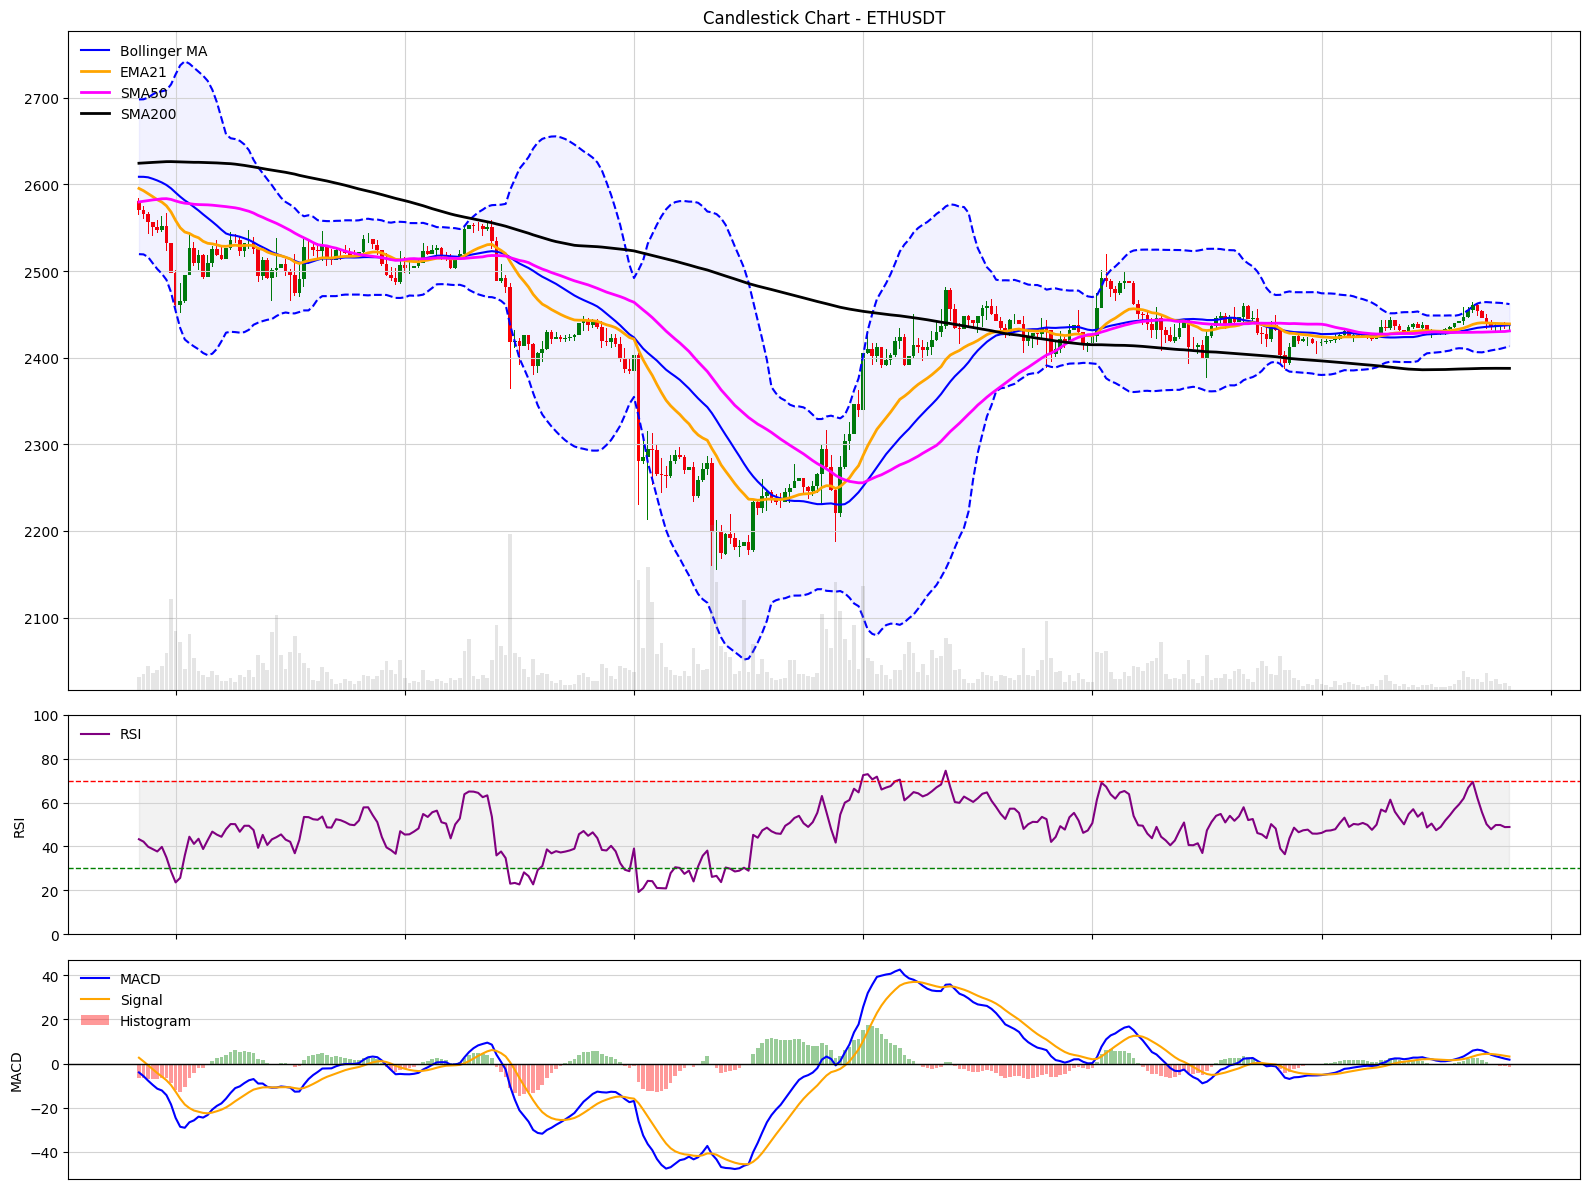 Candlestick Chart - ETHUSDT
Bollinger MA
EMA21
SMA50
SMA200
2700
2600
2500
2400
2300
2200
2100
RSI
100
80
60
40
20
0
RSI
MACD
Signal
Histogram
40
20
0
−20
−40
MACD